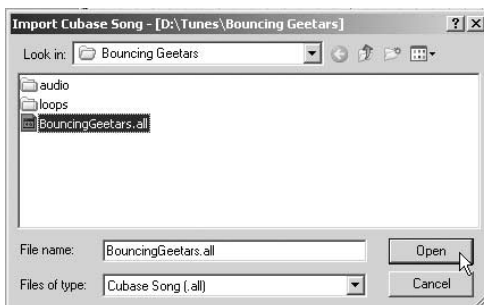 Import Cubase Song - [D:\Tunes\Bouncing Geetars]
Look in: Bouncing Geetars
audio
loops
BouncingGeetars.all
File name: BouncingGeetars.all Open
Files of type: Cubase Song (.all) Cancel